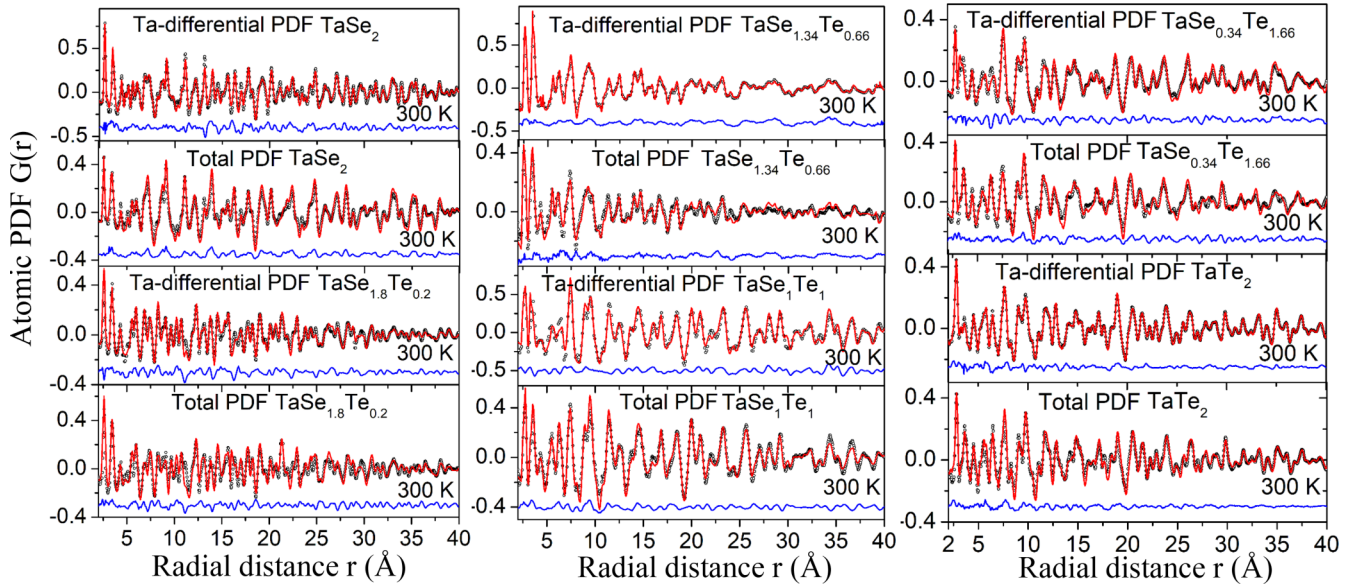 Atomic PDF G(r)
Ta-differential PDF TaSe2
0.5
0.0
-0.5
300 K
Total PDF TaSe2
0.4
0.0
-0.4
300 K
Ta-differential PDF TaSe1.8Te0.2
0.4
0.0
-0.4
300 K
Total PDF TaSe1.8Te0.2
0.4
0.0
-0.4
300 K
5 10 15 20 25 30 35 40
Radial distance r (Å)
Ta-differential PDF TaSe1.34Te0.66
0.5
0.0
-0.5
300 K
Total PDF TaSe1.34Te0.66
0.4
0.0
-0.4
300 K
Ta-differential PDF TaSe1Te1
0.5
0.0
-0.5
300 K
Total PDF TaSe1Te1
0.4
0.0
-0.4
300 K
5 10 15 20 25 30 35 40
Radial distance r (Å)
Ta-differential PDF TaSe0.34Te1.66
0.4
0.0
300 K
Total PDF TaSe0.34Te1.66
0.4
0.0
300 K
Ta-differential PDF TaTe2
0.4
0.0
-0.4
300 K
Total PDF TaTe2
0.4
0.0
-0.4
300 K
2 5 10 15 20 25 30 35 40
Radial distance r (Å)